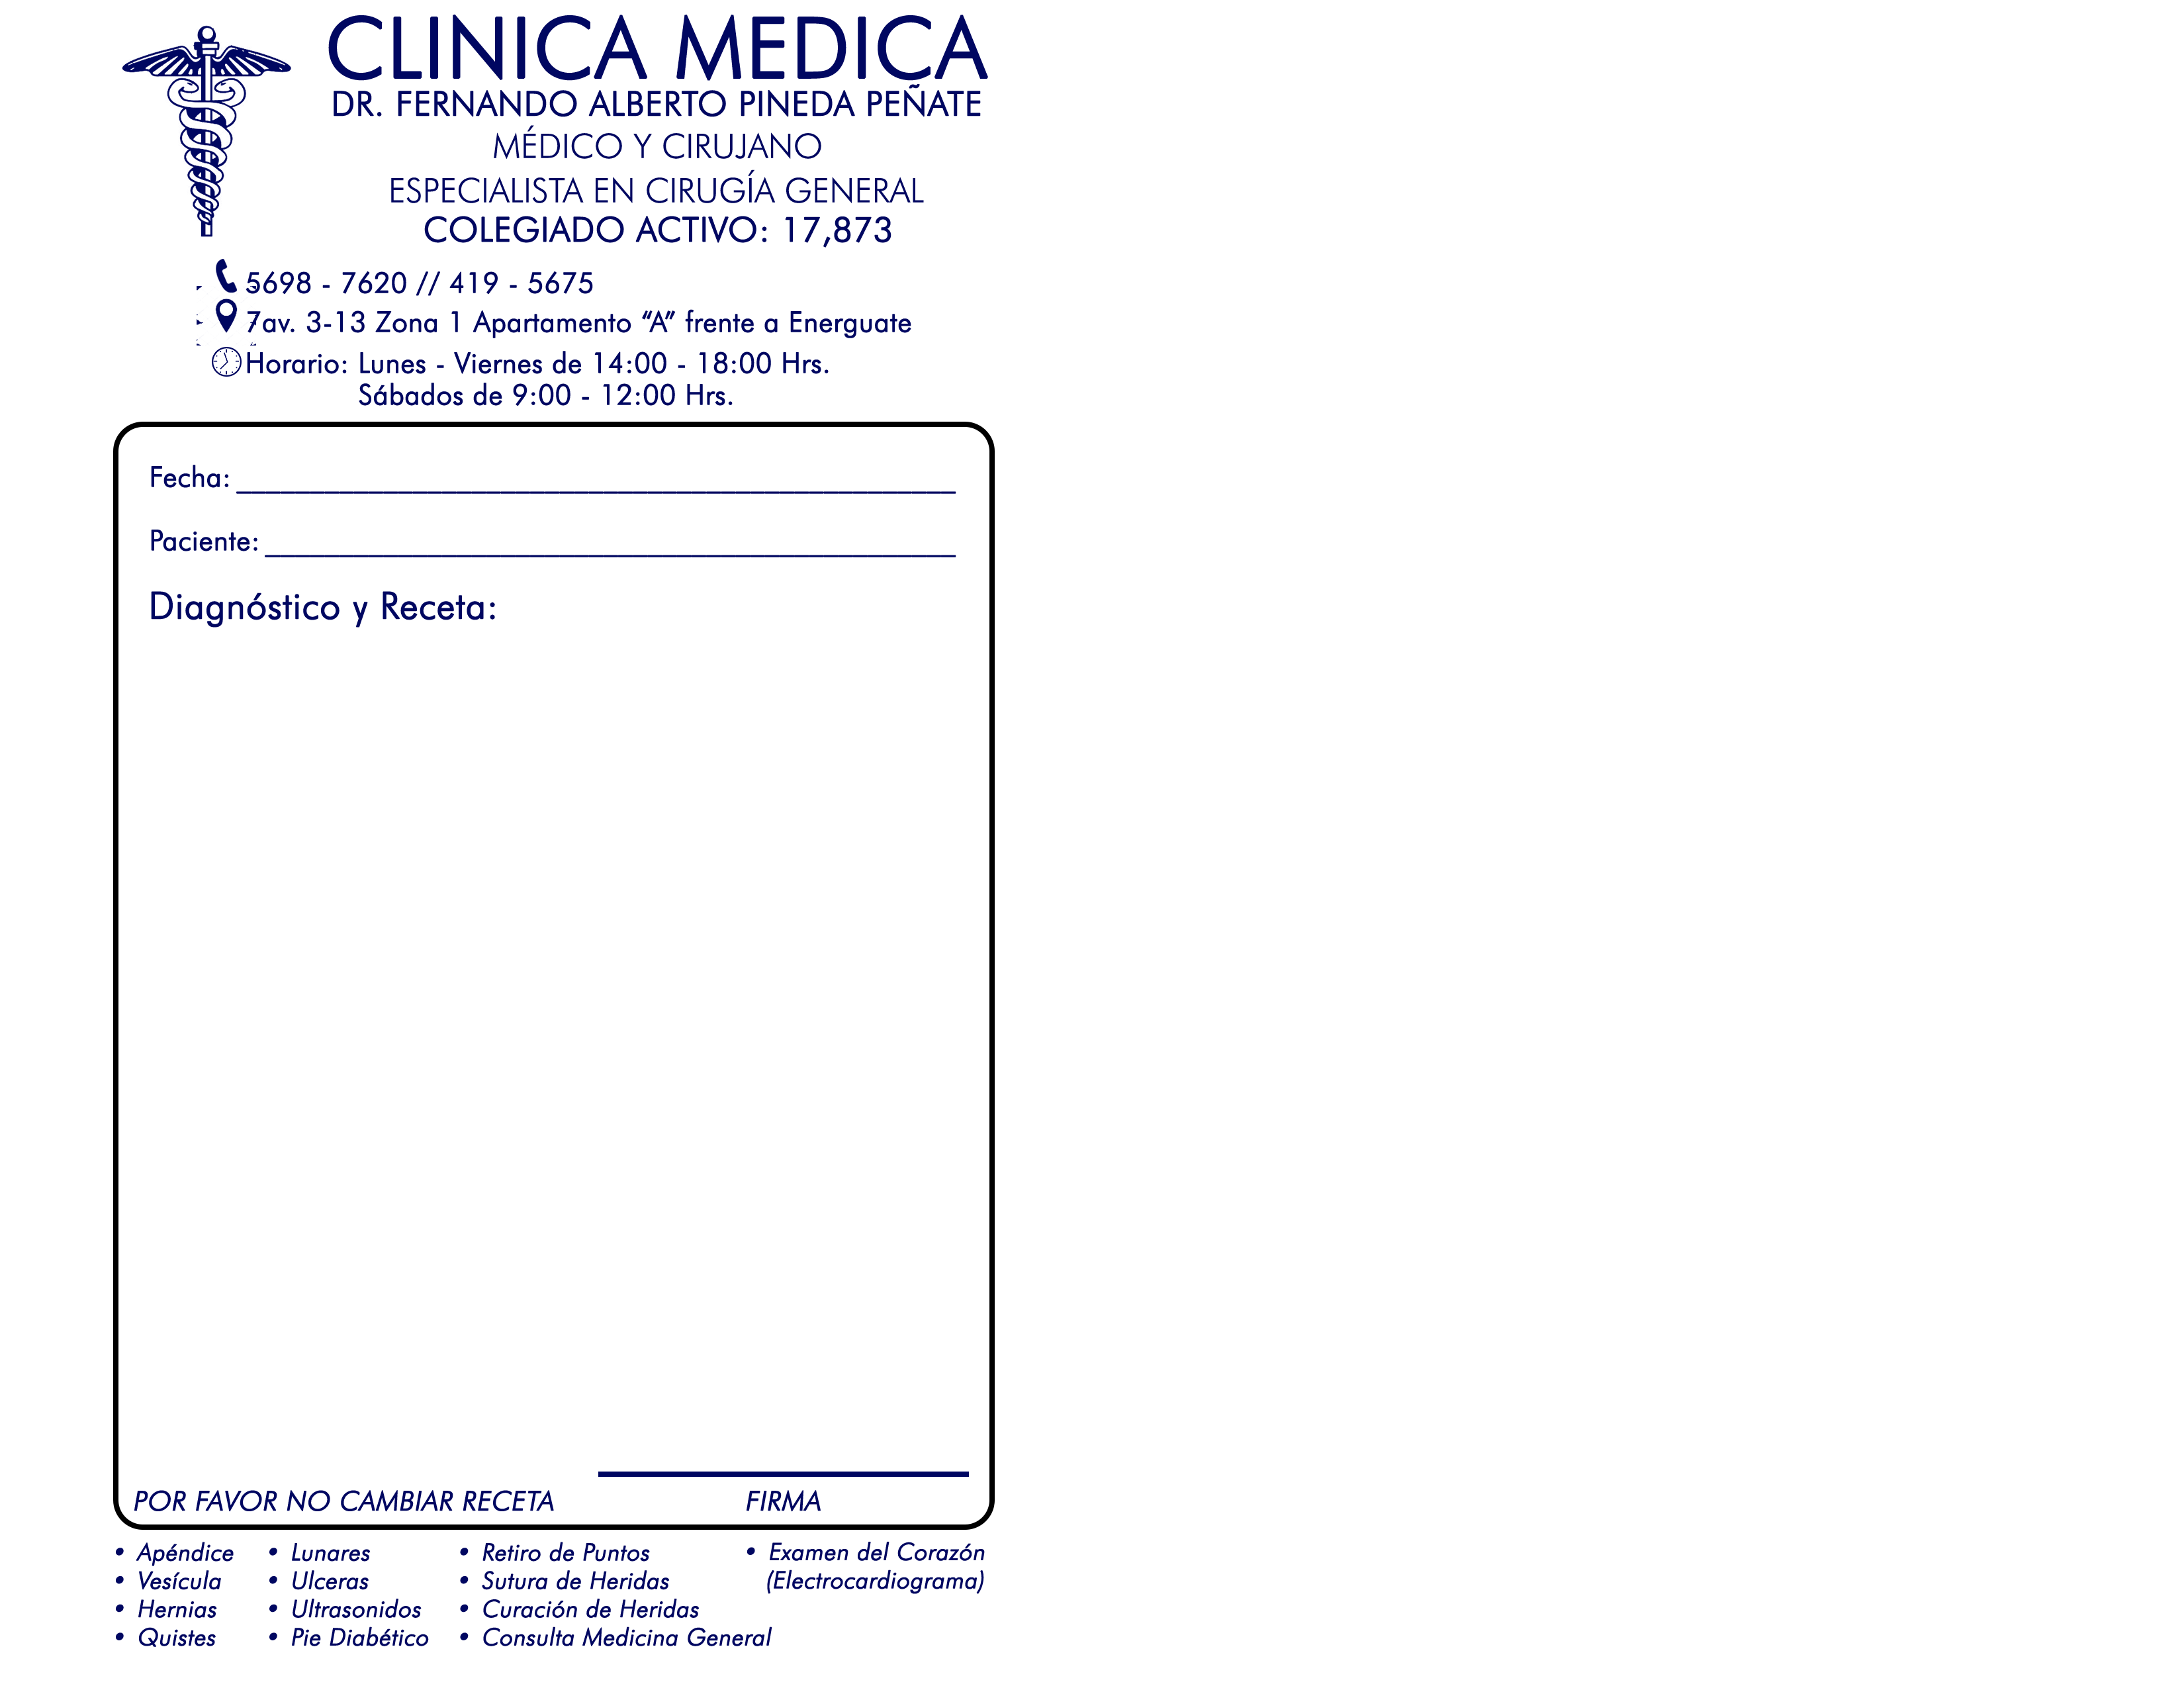 CLINICA MEDICA
DR. FERNANDO ALBERTO PINEDA PEÑATE
MÉDICO Y CIRUJANO
ESPECIALISTA EN CIRUGÍA GENERAL
COLEGIADO ACTIVO: 17,873
5698 - 7620 // 419 - 5675
7av. 3-13 Zona 1 Apartamento “A” frente a Energuate
Horario: Lunes - Viernes de 14:00 - 18:00 Hrs.
Sábados de 9:00 - 12:00 Hrs.
Fecha:
Paciente:
Diagnóstico y Receta:
POR FAVOR NO CAMBIAR RECETA
FIRMA
• Apéndice
• Vesícula
• Hernias
• Quistes
• Lunares
• Ulceras
• Ultrasonidos
• Pie Diabético
• Retiro de Puntos
• Sutura de Heridas
• Curación de Heridas
• Consulta Medicina General
• Examen del Corazón
(Electrocardiograma)